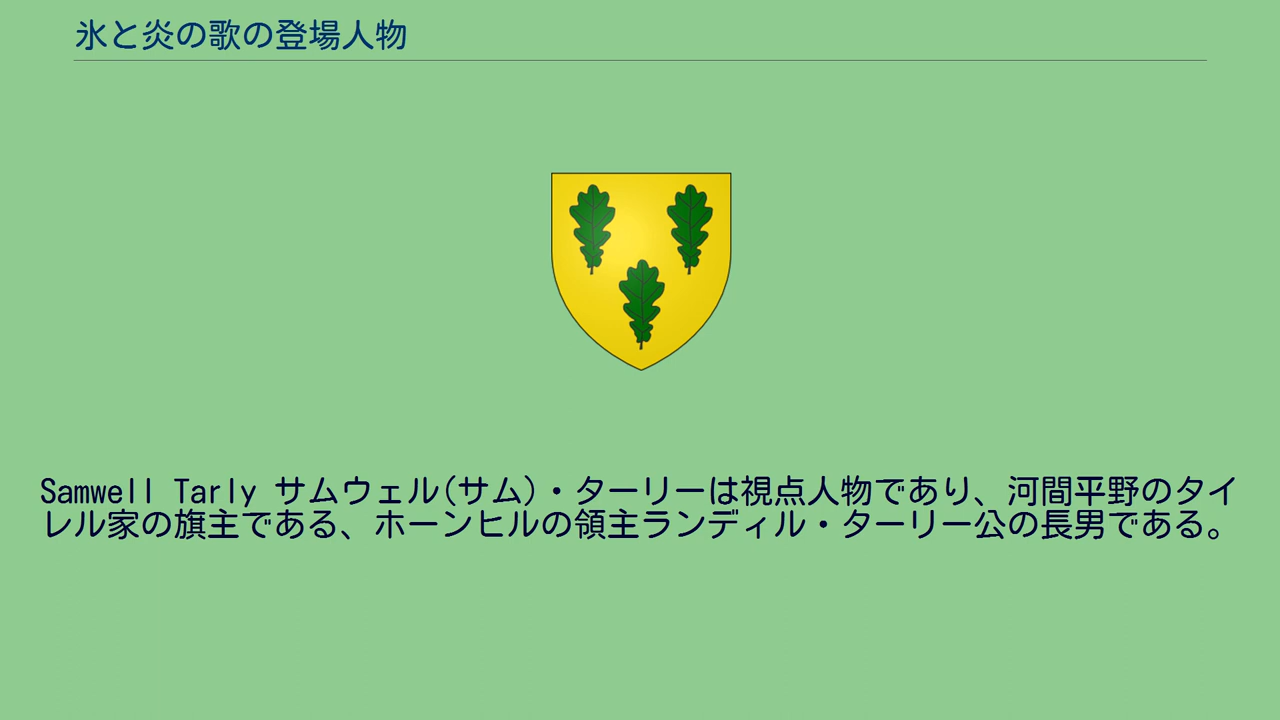 氷と炎の歌の登場人物
Samwell Tarly サムウェル(サム)・ターリーは視点人物であり、河間平野のタイ
レル家の旗主である、ホーンヒルの領主ランディル・ターリー公の長男である。